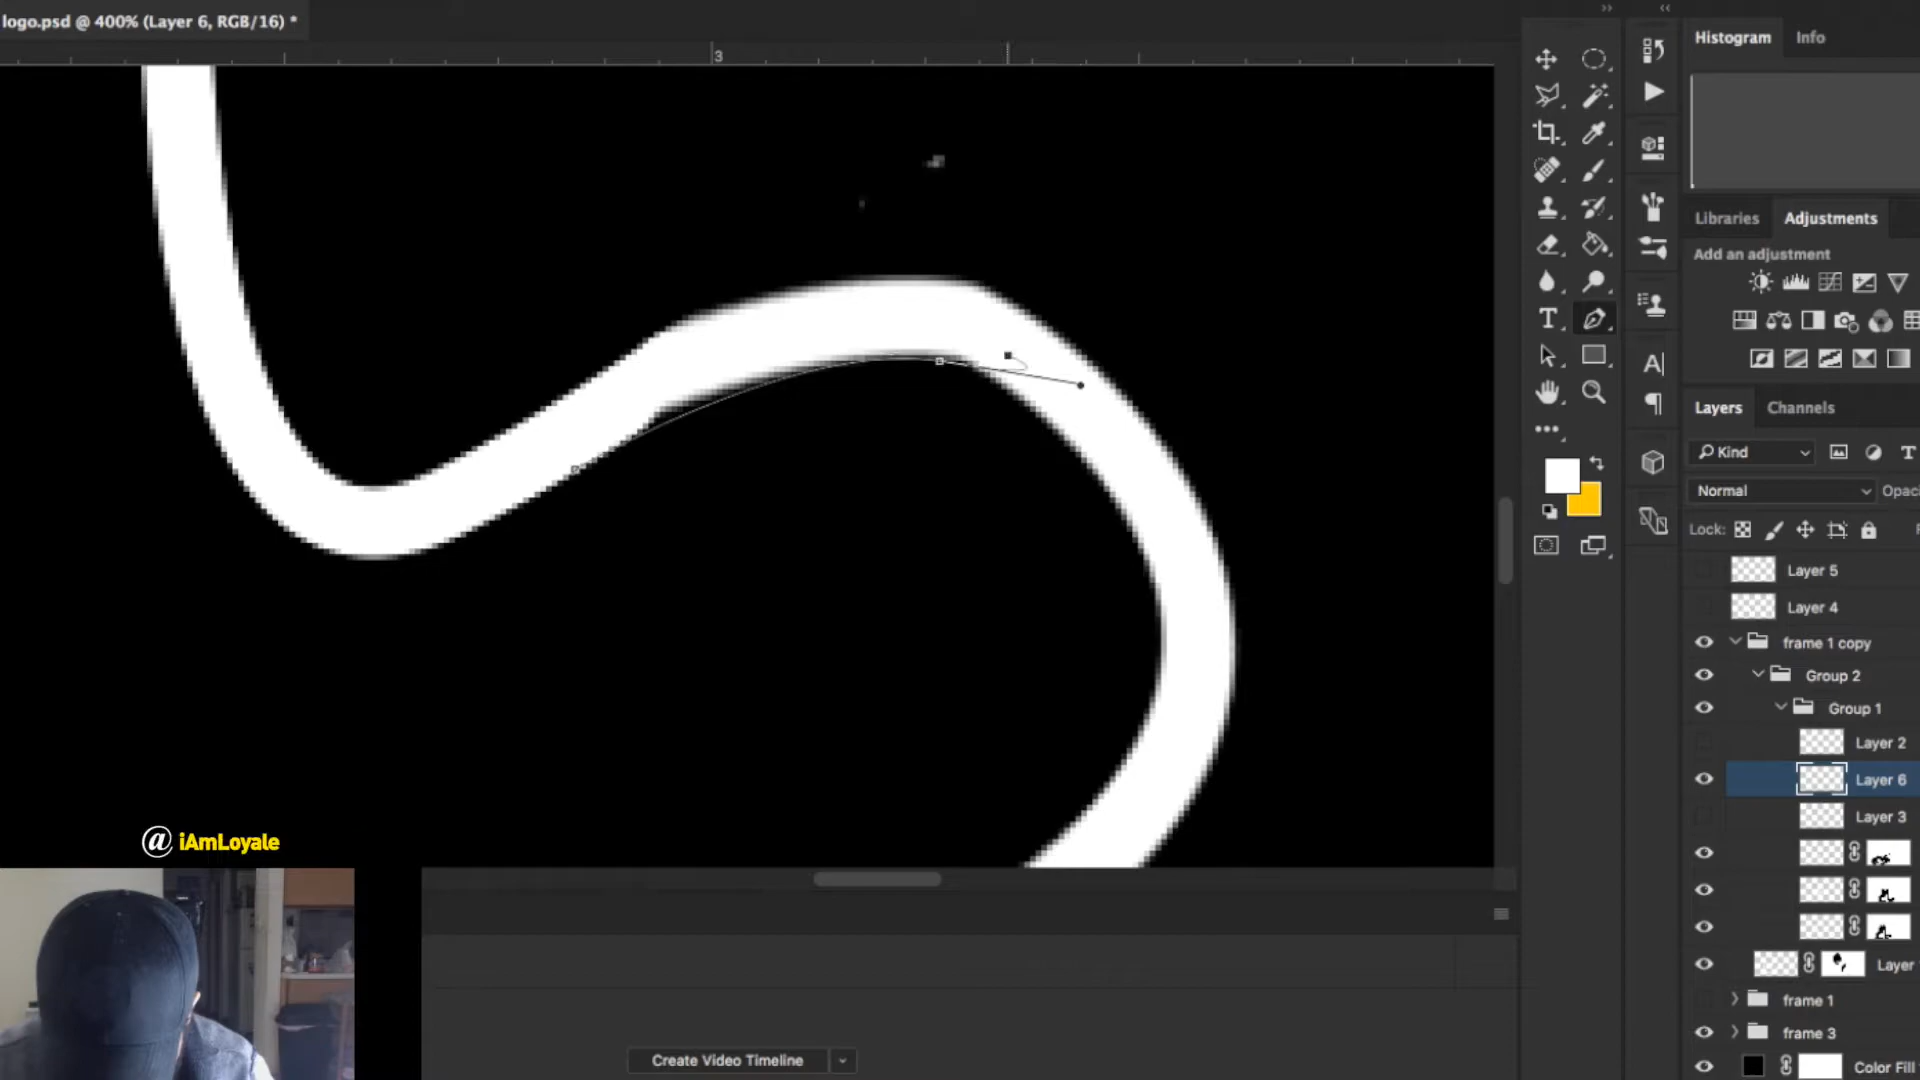 logo.psd @ 400% (Layer 6, RGB/16) *
3
Histogram
Info
Libraries
Adjustments
Add an adjustment
Layers
Channels
Kind
Normal
Lock:
Layer 5
Layer 4
frame 1 copy
Group 2
Group 1
Layer 2
Layer 6
Layer 3
Layer
frame 1
frame 3
Color Fill
@ iAmLoyale
Create Video Timeline